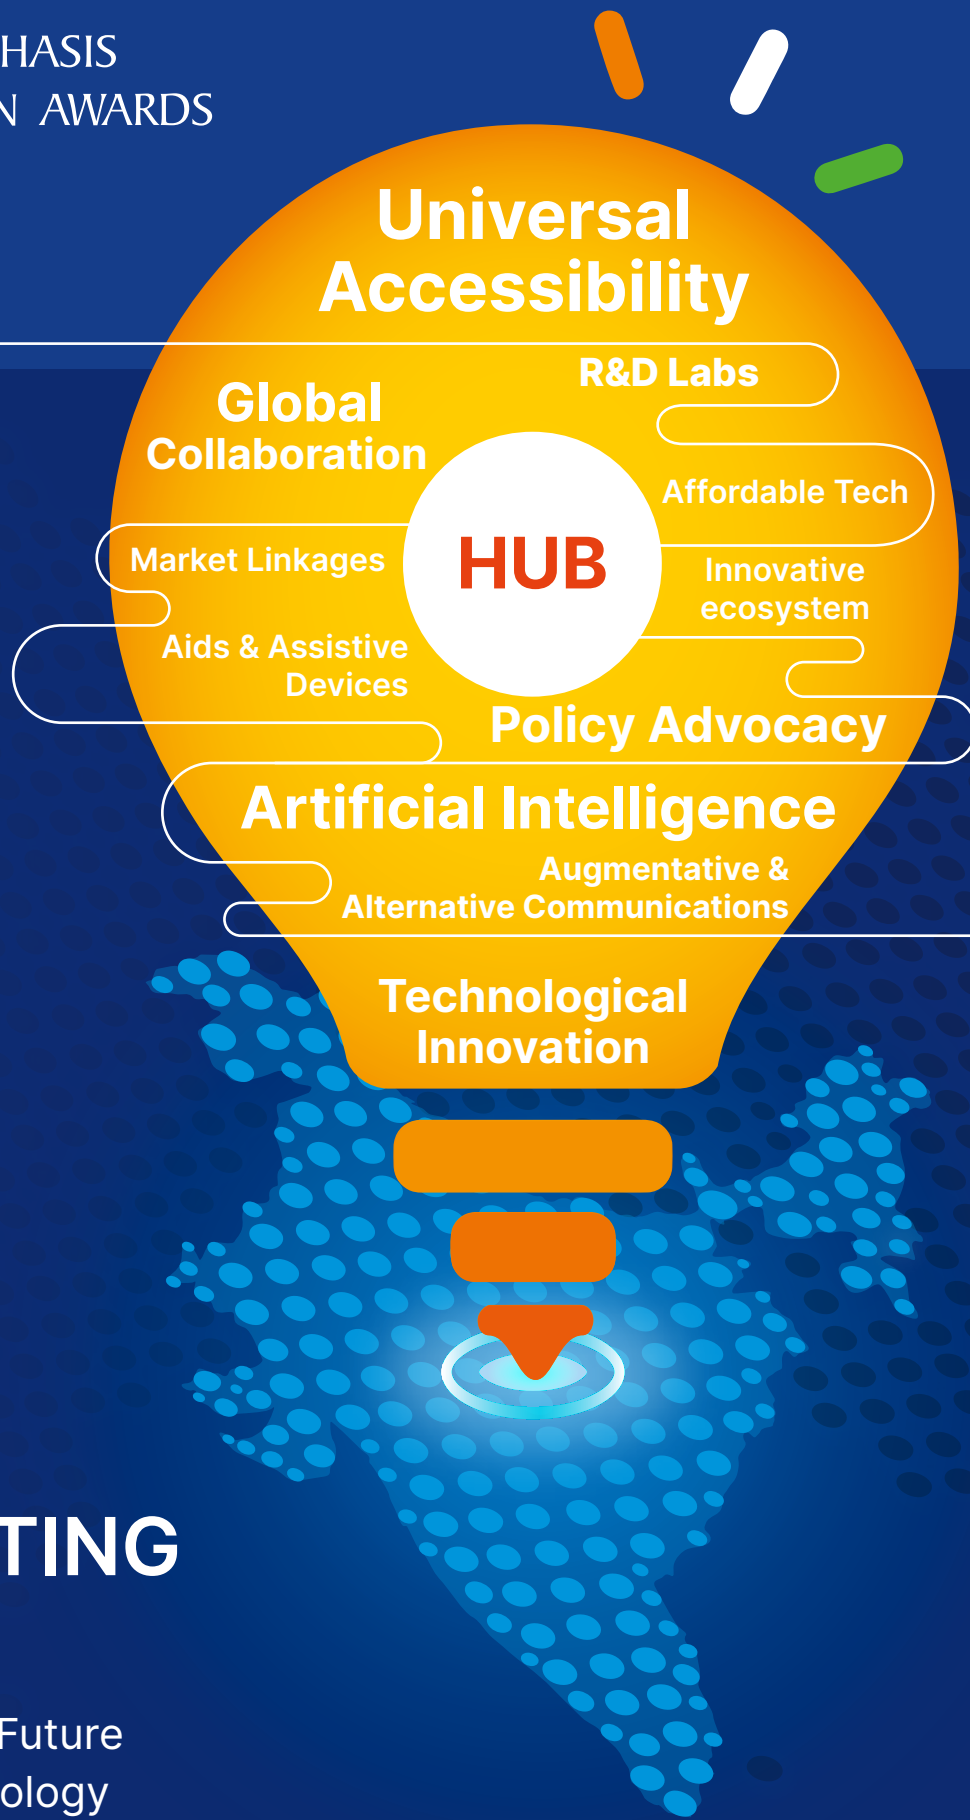 HASIS
N AWARDS
Universal
Accessibility
R&D Labs
Global
Collaboration
Affordable Tech
HUB
Market Linkages
Innovative
ecosystem
Aids & Assistive
Devices
Policy Advocacy
Artificial Intelligence
Augmentative &
Alternative Communications
Technological
Innovation
TING
Future
ology